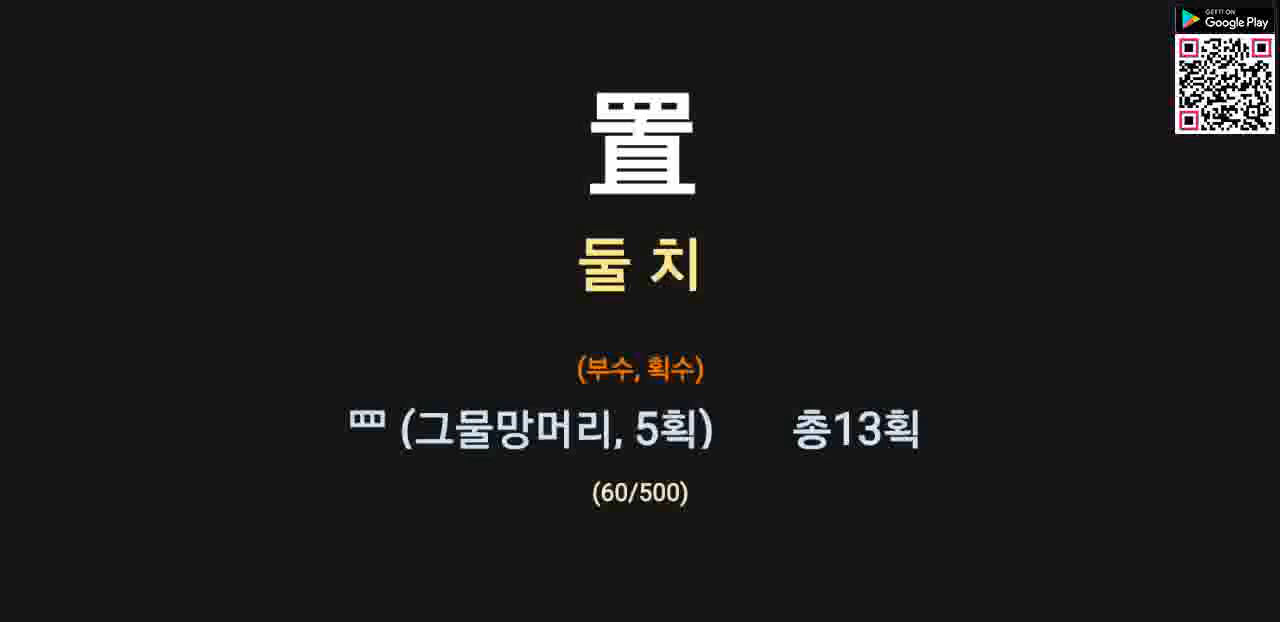 GET IT ON
Google Play
置
둘 치
(부수, 획수)
罒 (그물망머리, 5획) 총13획
(60/500)